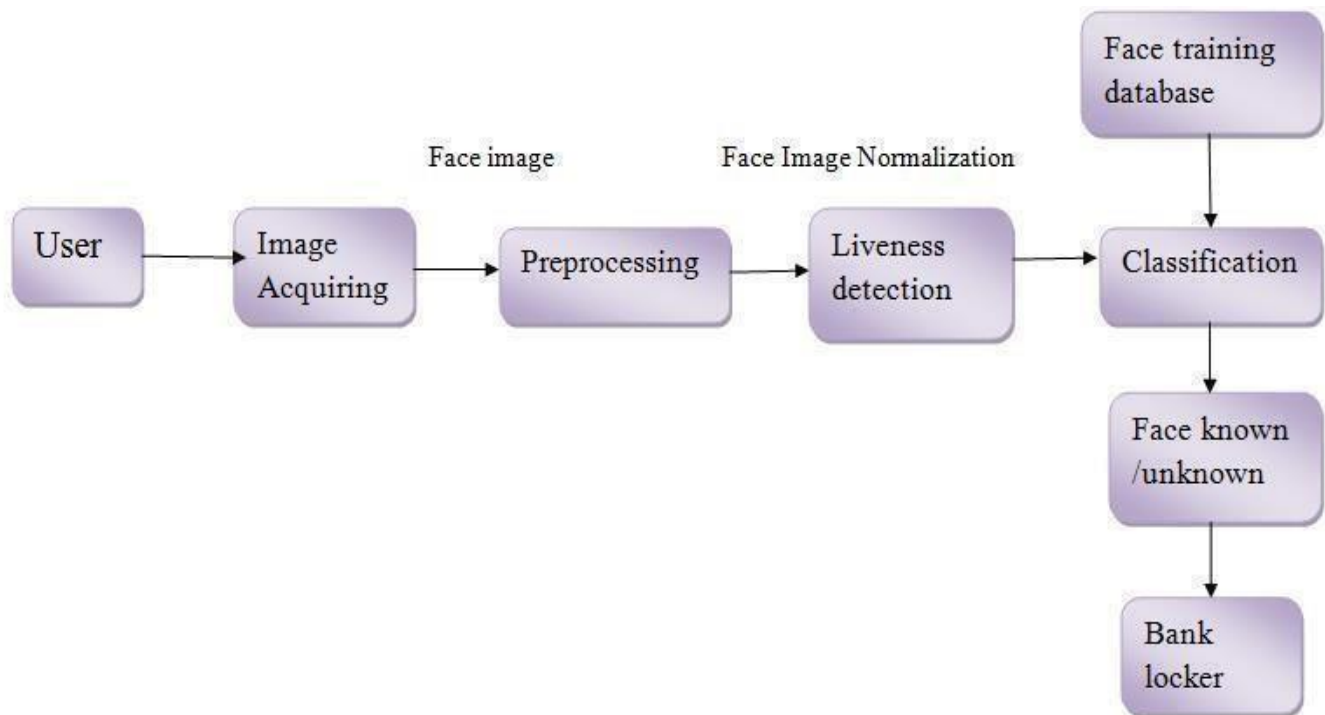 Face training
database
Face image
Face Image Normalization
User
Image
Acquiring
Preprocessing
Liveness
detection
Classification
Face known
/unknown
Bank
locker